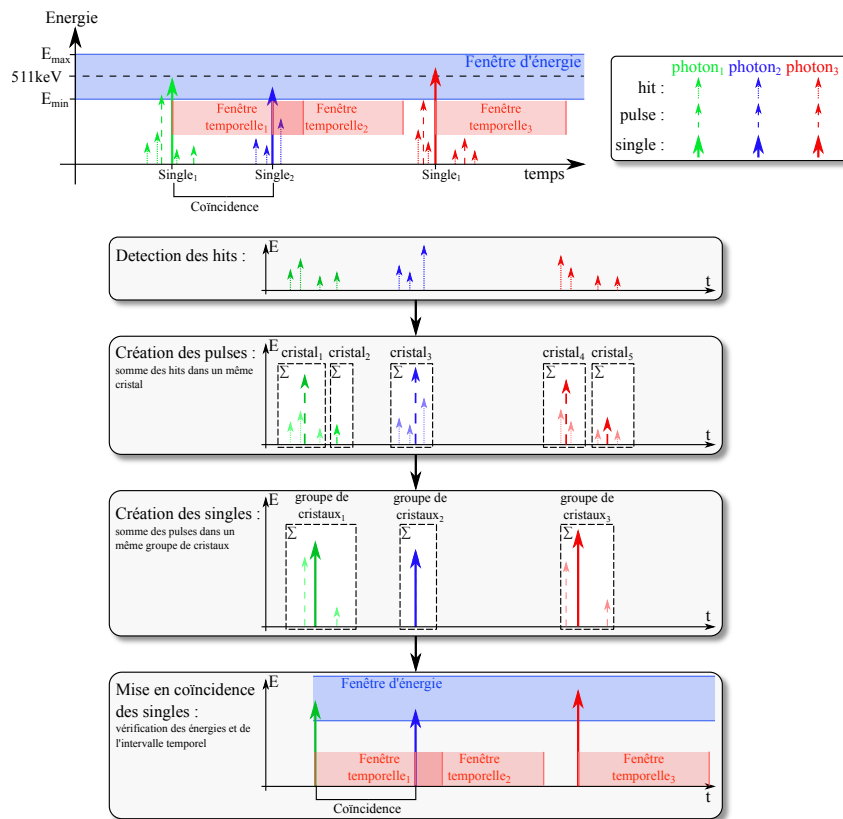 Energie
E_max
511keV
E_min
Fenêtre d'énergie
Fenêtre
temporelle₁
Fenêtre
temporelle₂
Fenêtre
temporelle₃
Single₁
Single₂
Single₁
temps
Coïncidence
photon₁ photon₂ photon₃
hit :
pulse :
single :
Detection des hits :
E
t
Création des pulses :
somme des hits dans un même
cristal
E
cristal₁
cristal₂
cristal₃
cristal₄
cristal₅
Σ
Σ
Σ
Σ
Σ
t
Création des singles :
somme des pulses dans un
même groupe de cristaux
E
groupe de
cristaux₁
groupe de
cristaux₂
groupe de
cristaux₃
Σ
Σ
Σ
t
Mise en coïncidence
des singles :
vérification des énergies et de
l'intervalle temporel
E
Fenêtre d'énergie
Fenêtre
temporelle₁
Fenêtre
temporelle₂
Fenêtre
temporelle₃
t
Coïncidence